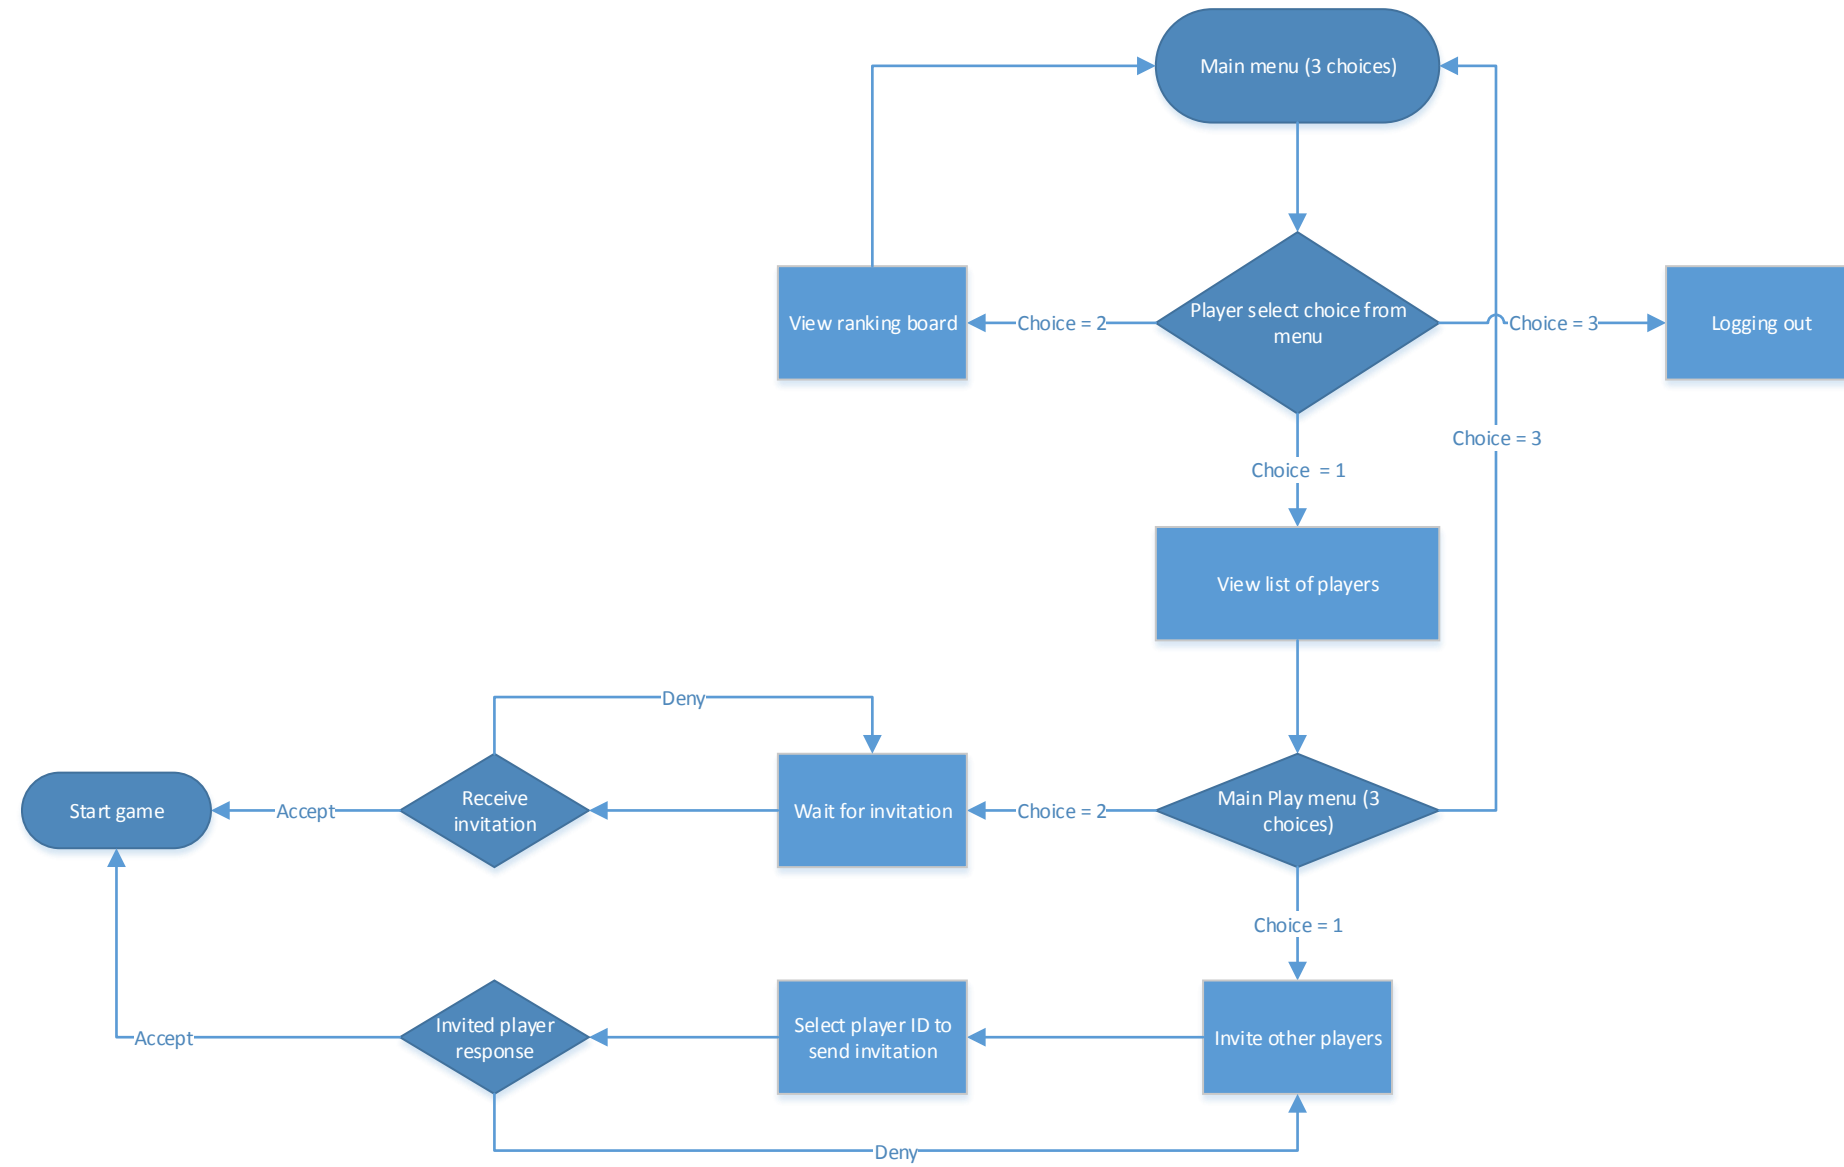 Main menu (3 choices)
Player select choice from
menu
View ranking board
Choice = 2
Choice = 3
Logging out
Choice = 3
Choice = 1
View list of players
Deny
Start game
Accept
Receive
invitation
Wait for invitation
Choice = 2
Main Play menu (3
choices)
Choice = 1
Accept
Invited player
response
Select player ID to
send invitation
Invite other players
Deny